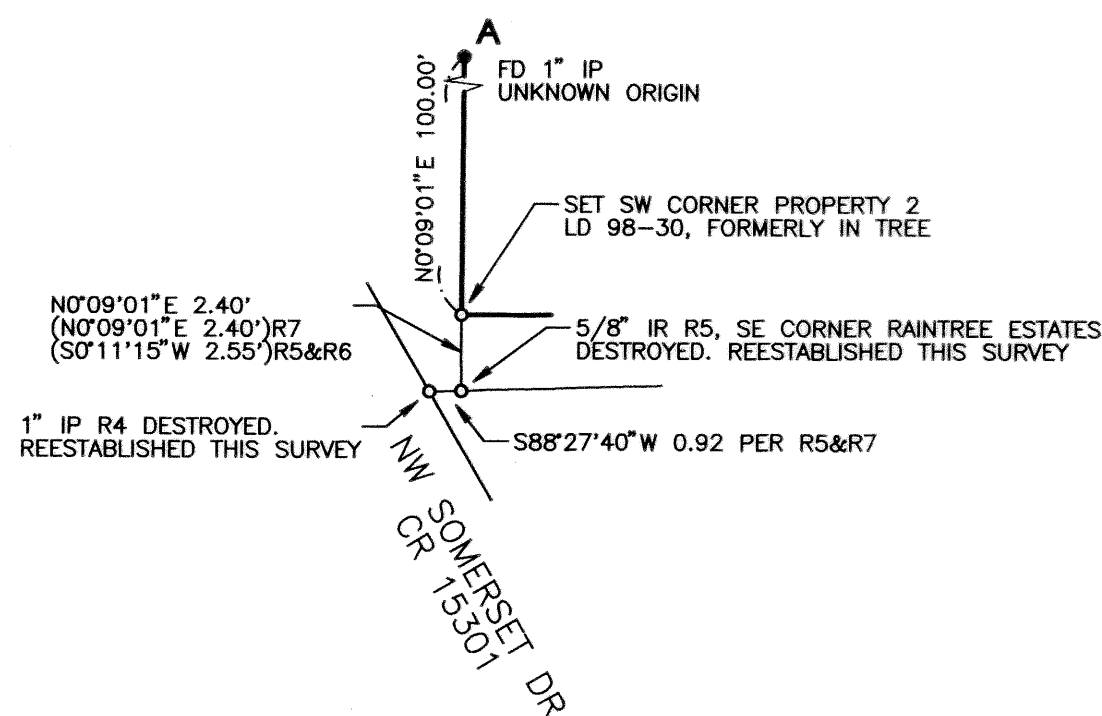 A
FD 1" IP
UNKNOWN ORIGIN
N0°09'01"E 100.00'
SET SW CORNER PROPERTY 2
LD 98-30, FORMERLY IN TREE
N0°09'01"E 2.40'
(N0°09'01"E 2.40')R7
(S0°11'15"W 2.55')R5&R6
5/8" IR R5, SE CORNER RAINTREE ESTATES
DESTROYED. REESTABLISHED THIS SURVEY
1" IP R4 DESTROYED.
REESTABLISHED THIS SURVEY
S88°27'40"W 0.92 PER R5&R7
NW SOMERSET DR
CR 15301